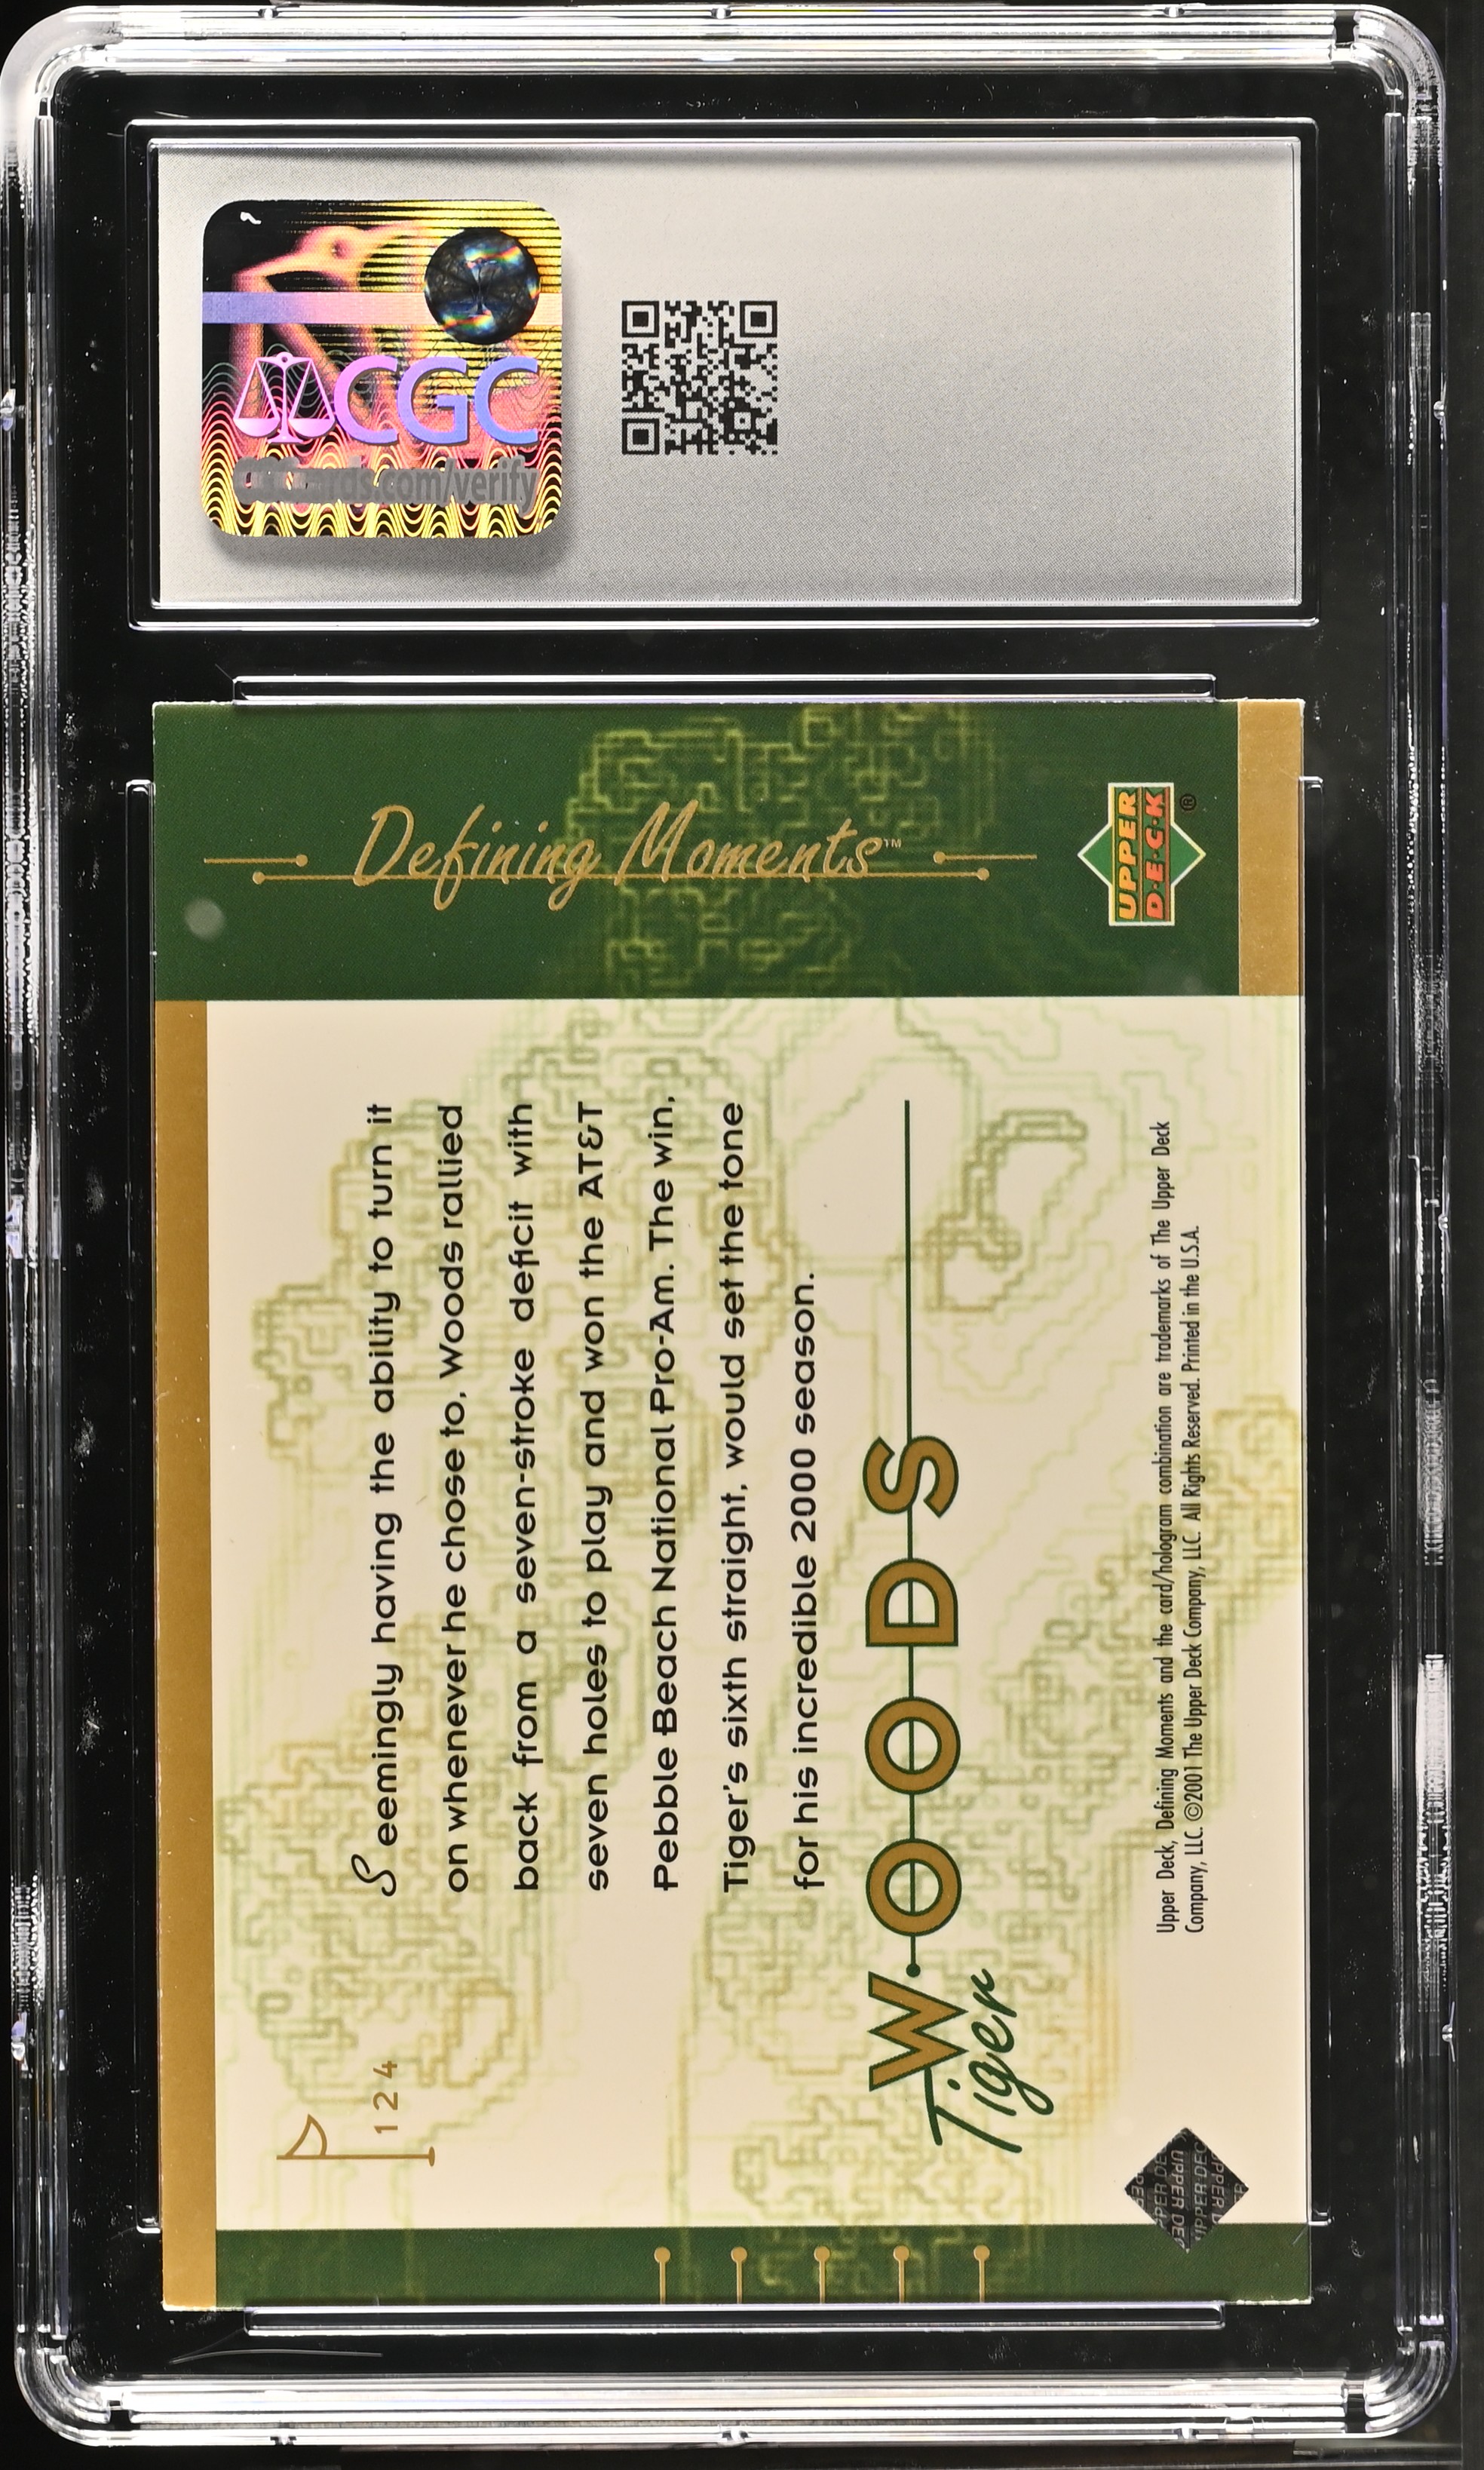 CGC
CGCcards.com/verify
Defining Moments™
UPPER
D·E·C·K
®
124
Seemingly having the ability to turn it
on whenever he chose to, Woods rallied
back from a seven-stroke deficit with
seven holes to play and won the AT&T
Pebble Beach National Pro-Am. The win,
Tiger's sixth straight, would set the tone
for his incredible 2000 season.
WOODS
Tiger
Upper Deck, Defining Moments and the card/hologram combination are trademarks of The Upper Deck
Company, LLC. ©2001 The Upper Deck Company, LLC. All Rights Reserved. Printed in the U.S.A.